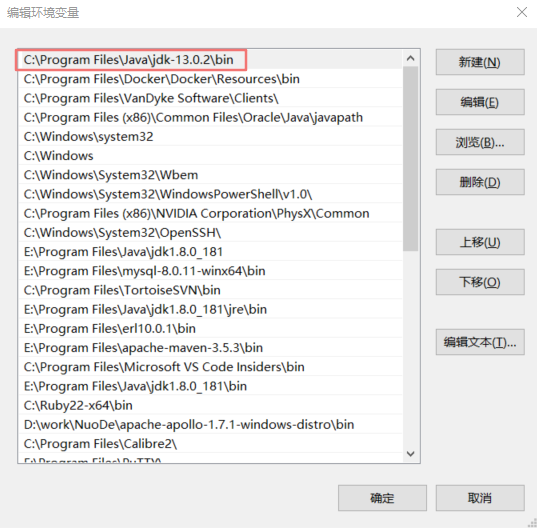 编辑环境变量
C:\Program Files\Java\jdk-13.0.2\bin
C:\Program Files\Docker\Docker\Resources\bin
C:\Program Files\VanDyke Software\Clients\
C:\Program Files (x86)\Common Files\Oracle\Java\javapath
C:\Windows\system32
C:\Windows
C:\Windows\System32\Wbem
C:\Windows\System32\WindowsPowerShell\v1.0\
C:\Program Files (x86)\NVIDIA Corporation\PhysX\Common
C:\Windows\System32\OpenSSH\
E:\Program Files\Java\jdk1.8.0_181
E:\Program Files\mysql-8.0.11-winx64\bin
C:\Program Files\TortoiseSVN\bin
E:\Program Files\Java\jdk1.8.0_181\jre\bin
E:\Program Files\erl10.0.1\bin
E:\Program Files\apache-maven-3.5.3\bin
C:\Program Files\Microsoft VS Code Insiders\bin
E:\Program Files\Java\jdk1.8.0_181\bin
C:\Ruby22-x64\bin
D:\work\NuoDe\apache-apollo-1.7.1-windows-distro\bin
C:\Program Files\Calibre2\
E:\Program Files\PuTTY\
新建(N)
编辑(E)
浏览(B)...
删除(D)
上移(U)
下移(O)
编辑文本(T)...
确定
取消